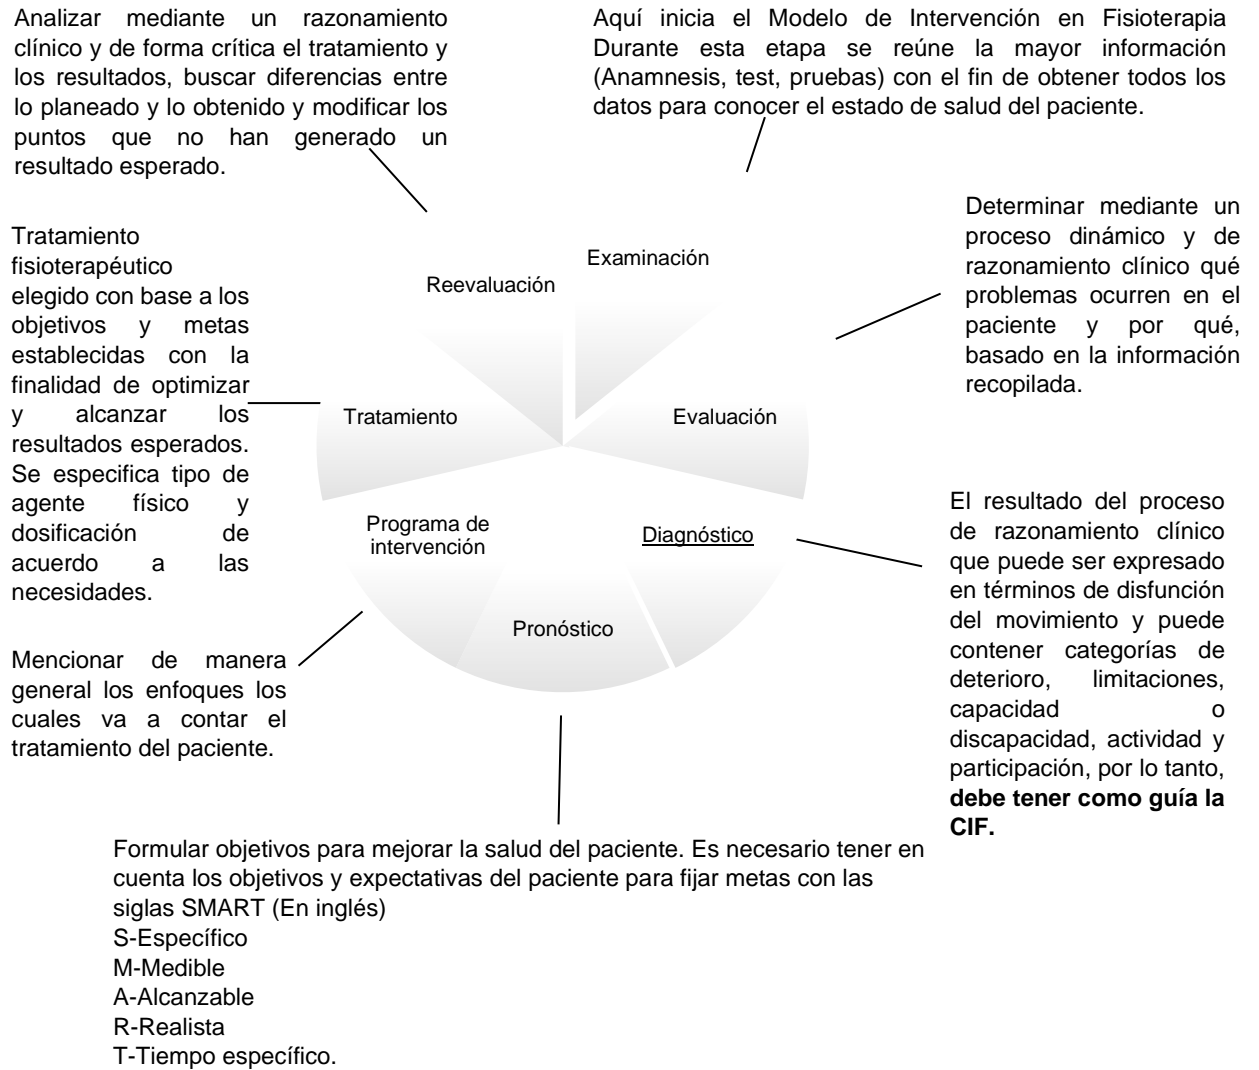 Analizar mediante un razonamiento
clínico y de forma crítica el tratamiento y
los resultados, buscar diferencias entre
lo planeado y lo obtenido y modificar los
puntos que no han generado un
resultado esperado.
Aquí inicia el Modelo de Intervención en Fisioterapia
Durante esta etapa se reúne la mayor información
(Anamnesis, test, pruebas) con el fin de obtener todos los
datos para conocer el estado de salud del paciente.
Determinar mediante un
proceso dinámico y de
razonamiento clínico qué
problemas ocurren en el
paciente y por qué,
basado en la información
recopilada.
Tratamiento
fisioterapéutico
elegido con base a los
objetivos y metas
establecidas con la
finalidad de optimizar
y alcanzar los
resultados esperados.
Se especifica tipo de
agente físico y
dosificación de
acuerdo a las
necesidades.
Examinación
Reevaluación
Tratamiento
Evaluación
Programa de
intervención
Diagnóstico
Pronóstico
El resultado del proceso
de razonamiento clínico
que puede ser expresado
en términos de disfunción
del movimiento y puede
contener categorías de
deterioro, limitaciones,
capacidad o
discapacidad, actividad y
participación, por lo tanto,
debe tener como guía la
CIF.
Mencionar de manera
general los enfoques los
cuales va a contar el
tratamiento del paciente.
Formular objetivos para mejorar la salud del paciente. Es necesario tener en
cuenta los objetivos y expectativas del paciente para fijar metas con las
siglas SMART (En inglés)
S-Específico
M-Medible
A-Alcanzable
R-Realista
T-Tiempo específico.